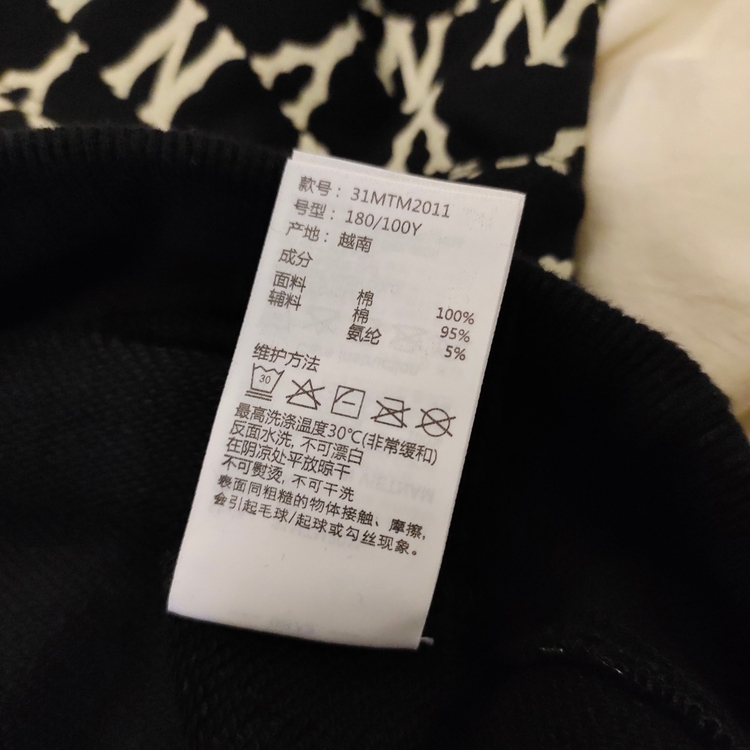 款号：31MTM2011
号型：180/100Y
产地：越南
成分
面料 棉 100%
辅料 棉 95%
氨纶 5%
维护方法
30
最高洗涤温度30℃(非常缓和)
反面水洗, 不可漂白
在阴凉处平放晾干
不可熨烫, 不可干洗
表面同粗糙的物体接触、摩擦,
会引起毛球/起球或勾丝现象。